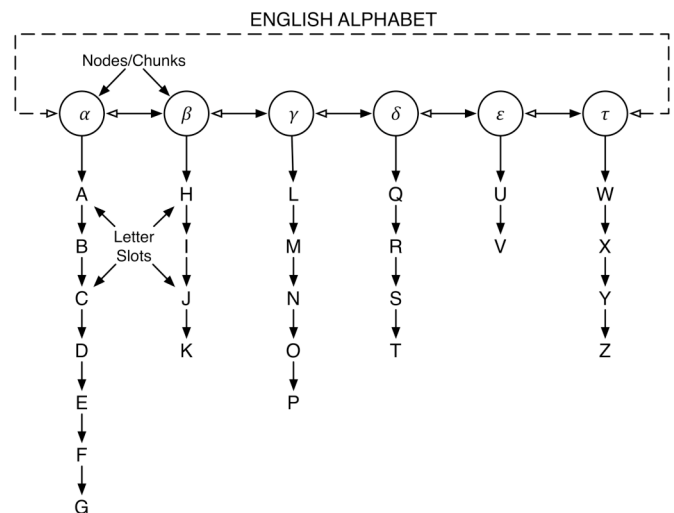 ENGLISH ALPHABET
Nodes/Chunks
α β γ δ ε τ
A H L Q U W
Letter
Slots
B I M R V X
C J N S Y
D K O T Z
E P
F
G